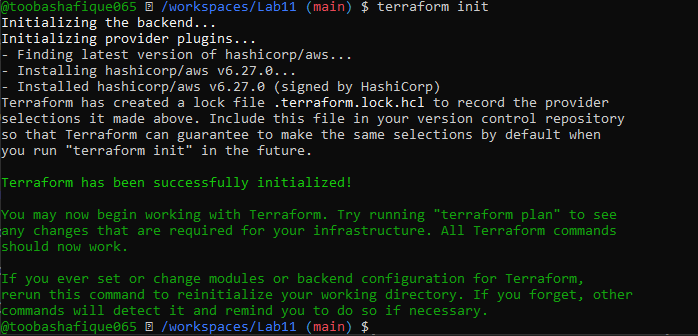 @toobashafique065 /workspaces/Lab11 (main) $ terraform init
Initializing the backend...
Initializing provider plugins...
- Finding latest version of hashicorp/aws...
- Installing hashicorp/aws v6.27.0...
- Installed hashicorp/aws v6.27.0 (signed by HashiCorp)
Terraform has created a lock file .terraform.lock.hcl to record the provider
selections it made above. Include this file in your version control repository
so that Terraform can guarantee to make the same selections by default when
you run "terraform init" in the future.
Terraform has been successfully initialized!
You may now begin working with Terraform. Try running "terraform plan" to see
any changes that are required for your infrastructure. All Terraform commands
should now work.
If you ever set or change modules or backend configuration for Terraform,
rerun this command to reinitialize your working directory. If you forget, other
commands will detect it and remind you to do so if necessary.
@toobashafique065 /workspaces/Lab11 (main) $